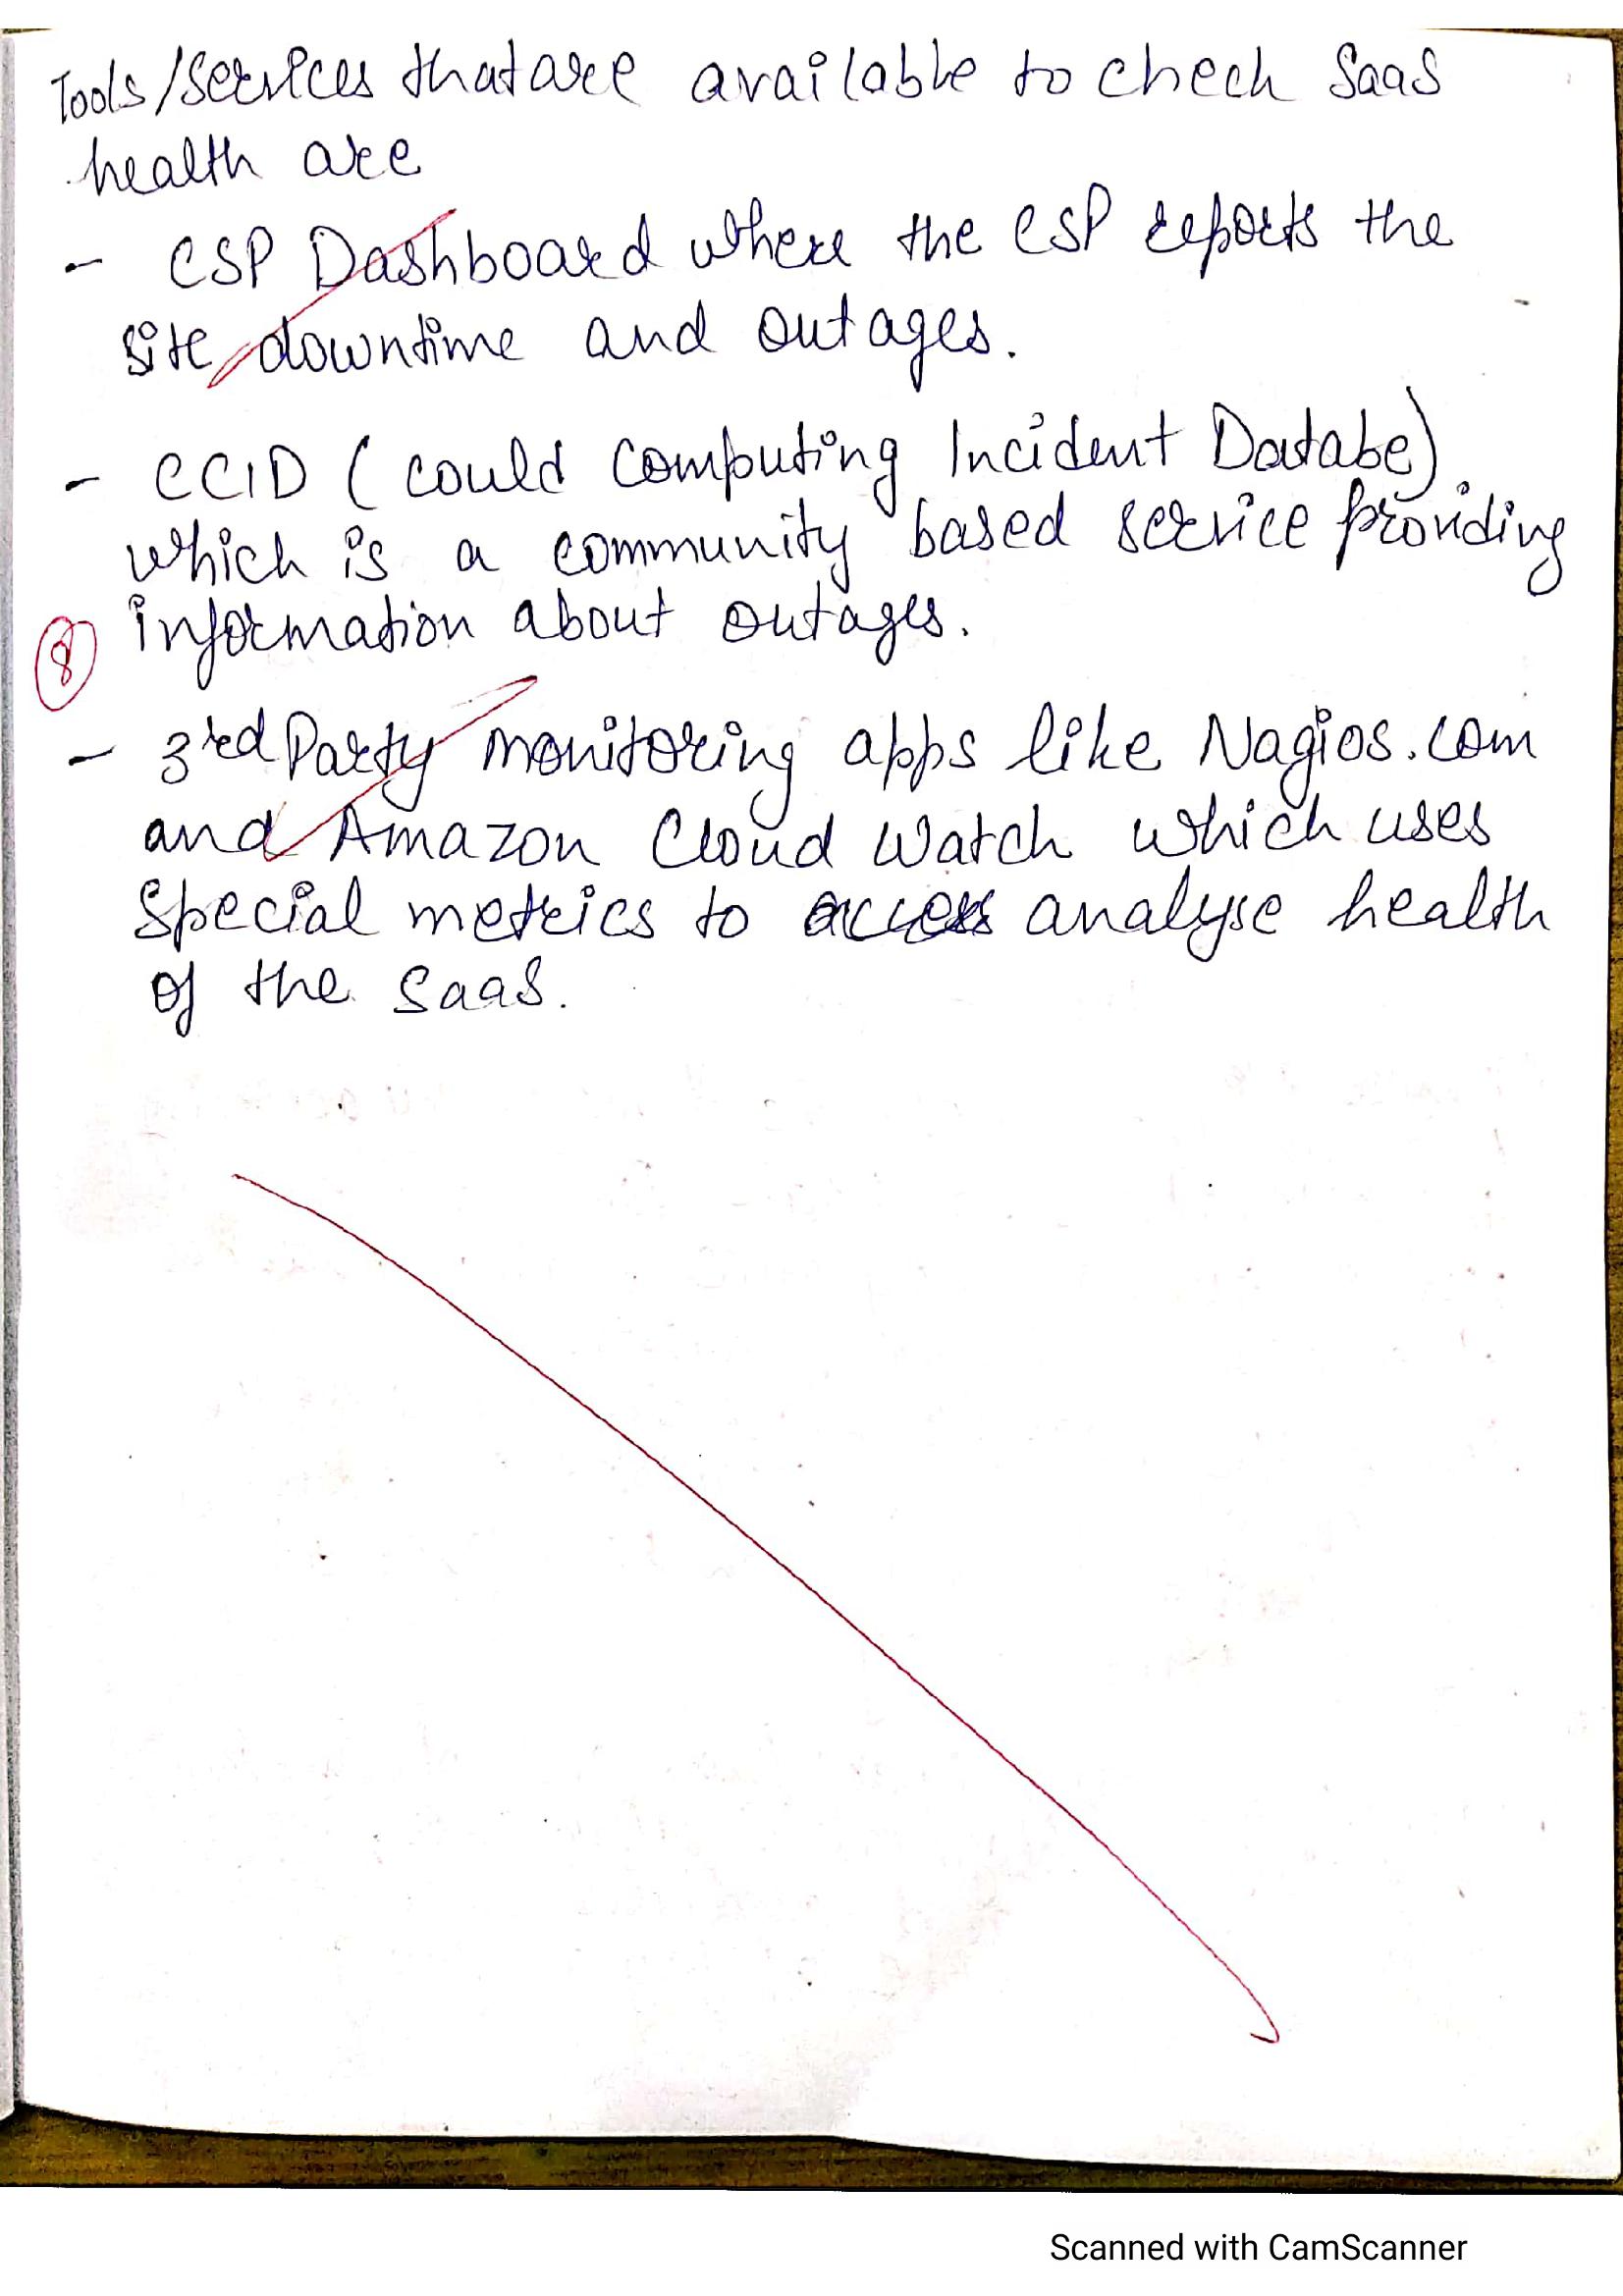 Tools/Services that are available to check SaaS
health are
- CSP Dashboard where the CSP reports the
site downtime and outages.
- CCID (could Computing Incident Databe)
which is a community based service providing
information about outages.
8
- 3rd Party monitoring apps like Nagios.com
and Amazon Cloud Watch which uses
special metrics to access analyse health
of the SaaS.
Scanned with CamScanner